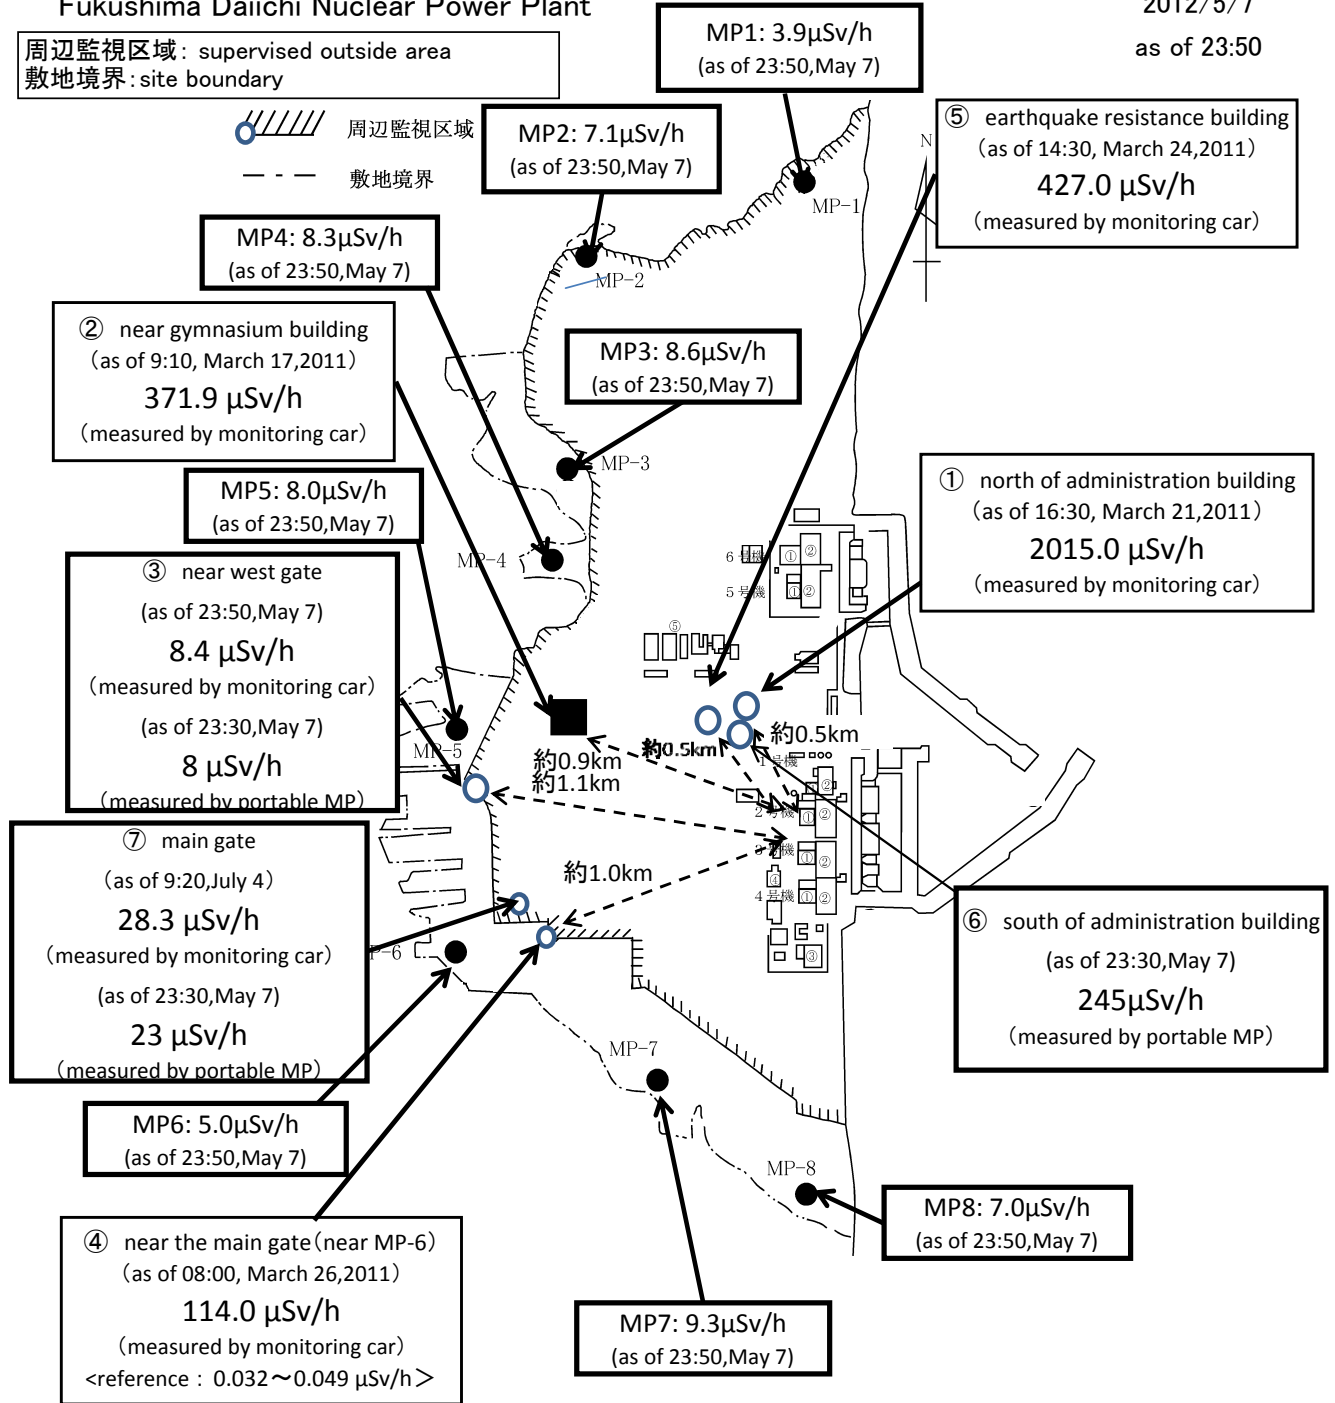 Fukushima Daiichi Nuclear Power Plant
2012/5/7
as of 23:50
周辺監視区域: supervised outside area
敷地境界:site boundary
周辺監視区域
敷地境界
MP1: 3.9μSv/h
(as of 23:50,May 7)
MP2: 7.1μSv/h
(as of 23:50,May 7)
⑤ earthquake resistance building
(as of 14:30, March 24,2011)
427.0 μSv/h
(measured by monitoring car)
N
MP-1
MP4: 8.3μSv/h
(as of 23:50,May 7)
MP-2
② near gymnasium building
(as of 9:10, March 17,2011)
371.9 μSv/h
(measured by monitoring car)
MP3: 8.6μSv/h
(as of 23:50,May 7)
MP-3
MP5: 8.0μSv/h
(as of 23:50,May 7)
① north of administration building
(as of 16:30, March 21,2011)
2015.0 μSv/h
(measured by monitoring car)
MP-4
6号機
① ②
5号機
① ②
③ near west gate
(as of 23:50,May 7)
8.4 μSv/h
(measured by monitoring car)
(as of 23:30,May 7)
8 μSv/h
(measured by portable MP)
⑤
MP-5
約0.9km
約1.1km
約0.5km
約0.5km
1号機
① ②
2号機
① ②
3号機
① ②
④
4号機
① ②
③
約1.0km
⑦ main gate
(as of 9:20,July 4)
28.3 μSv/h
(measured by monitoring car)
(as of 23:30,May 7)
23 μSv/h
(measured by portable MP)
P-6
⑥ south of administration building
(as of 23:30,May 7)
245μSv/h
(measured by portable MP)
MP-7
MP6: 5.0μSv/h
(as of 23:50,May 7)
MP-8
MP8: 7.0μSv/h
(as of 23:50,May 7)
④ near the main gate(near MP-6)
(as of 08:00, March 26,2011)
114.0 μSv/h
(measured by monitoring car)
<reference : 0.032～0.049 μSv/h＞
MP7: 9.3μSv/h
(as of 23:50,May 7)